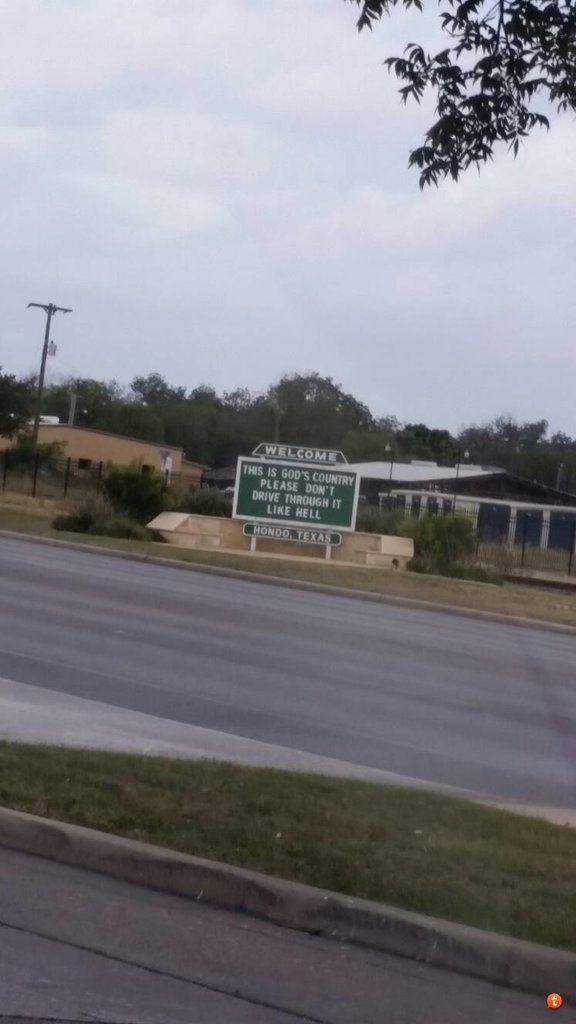 WELCOME
THIS IS GOD'S COUNTRY
PLEASE DON'T
DRIVE THROUGH IT
LIKE HELL
HONDO, TEXAS
t